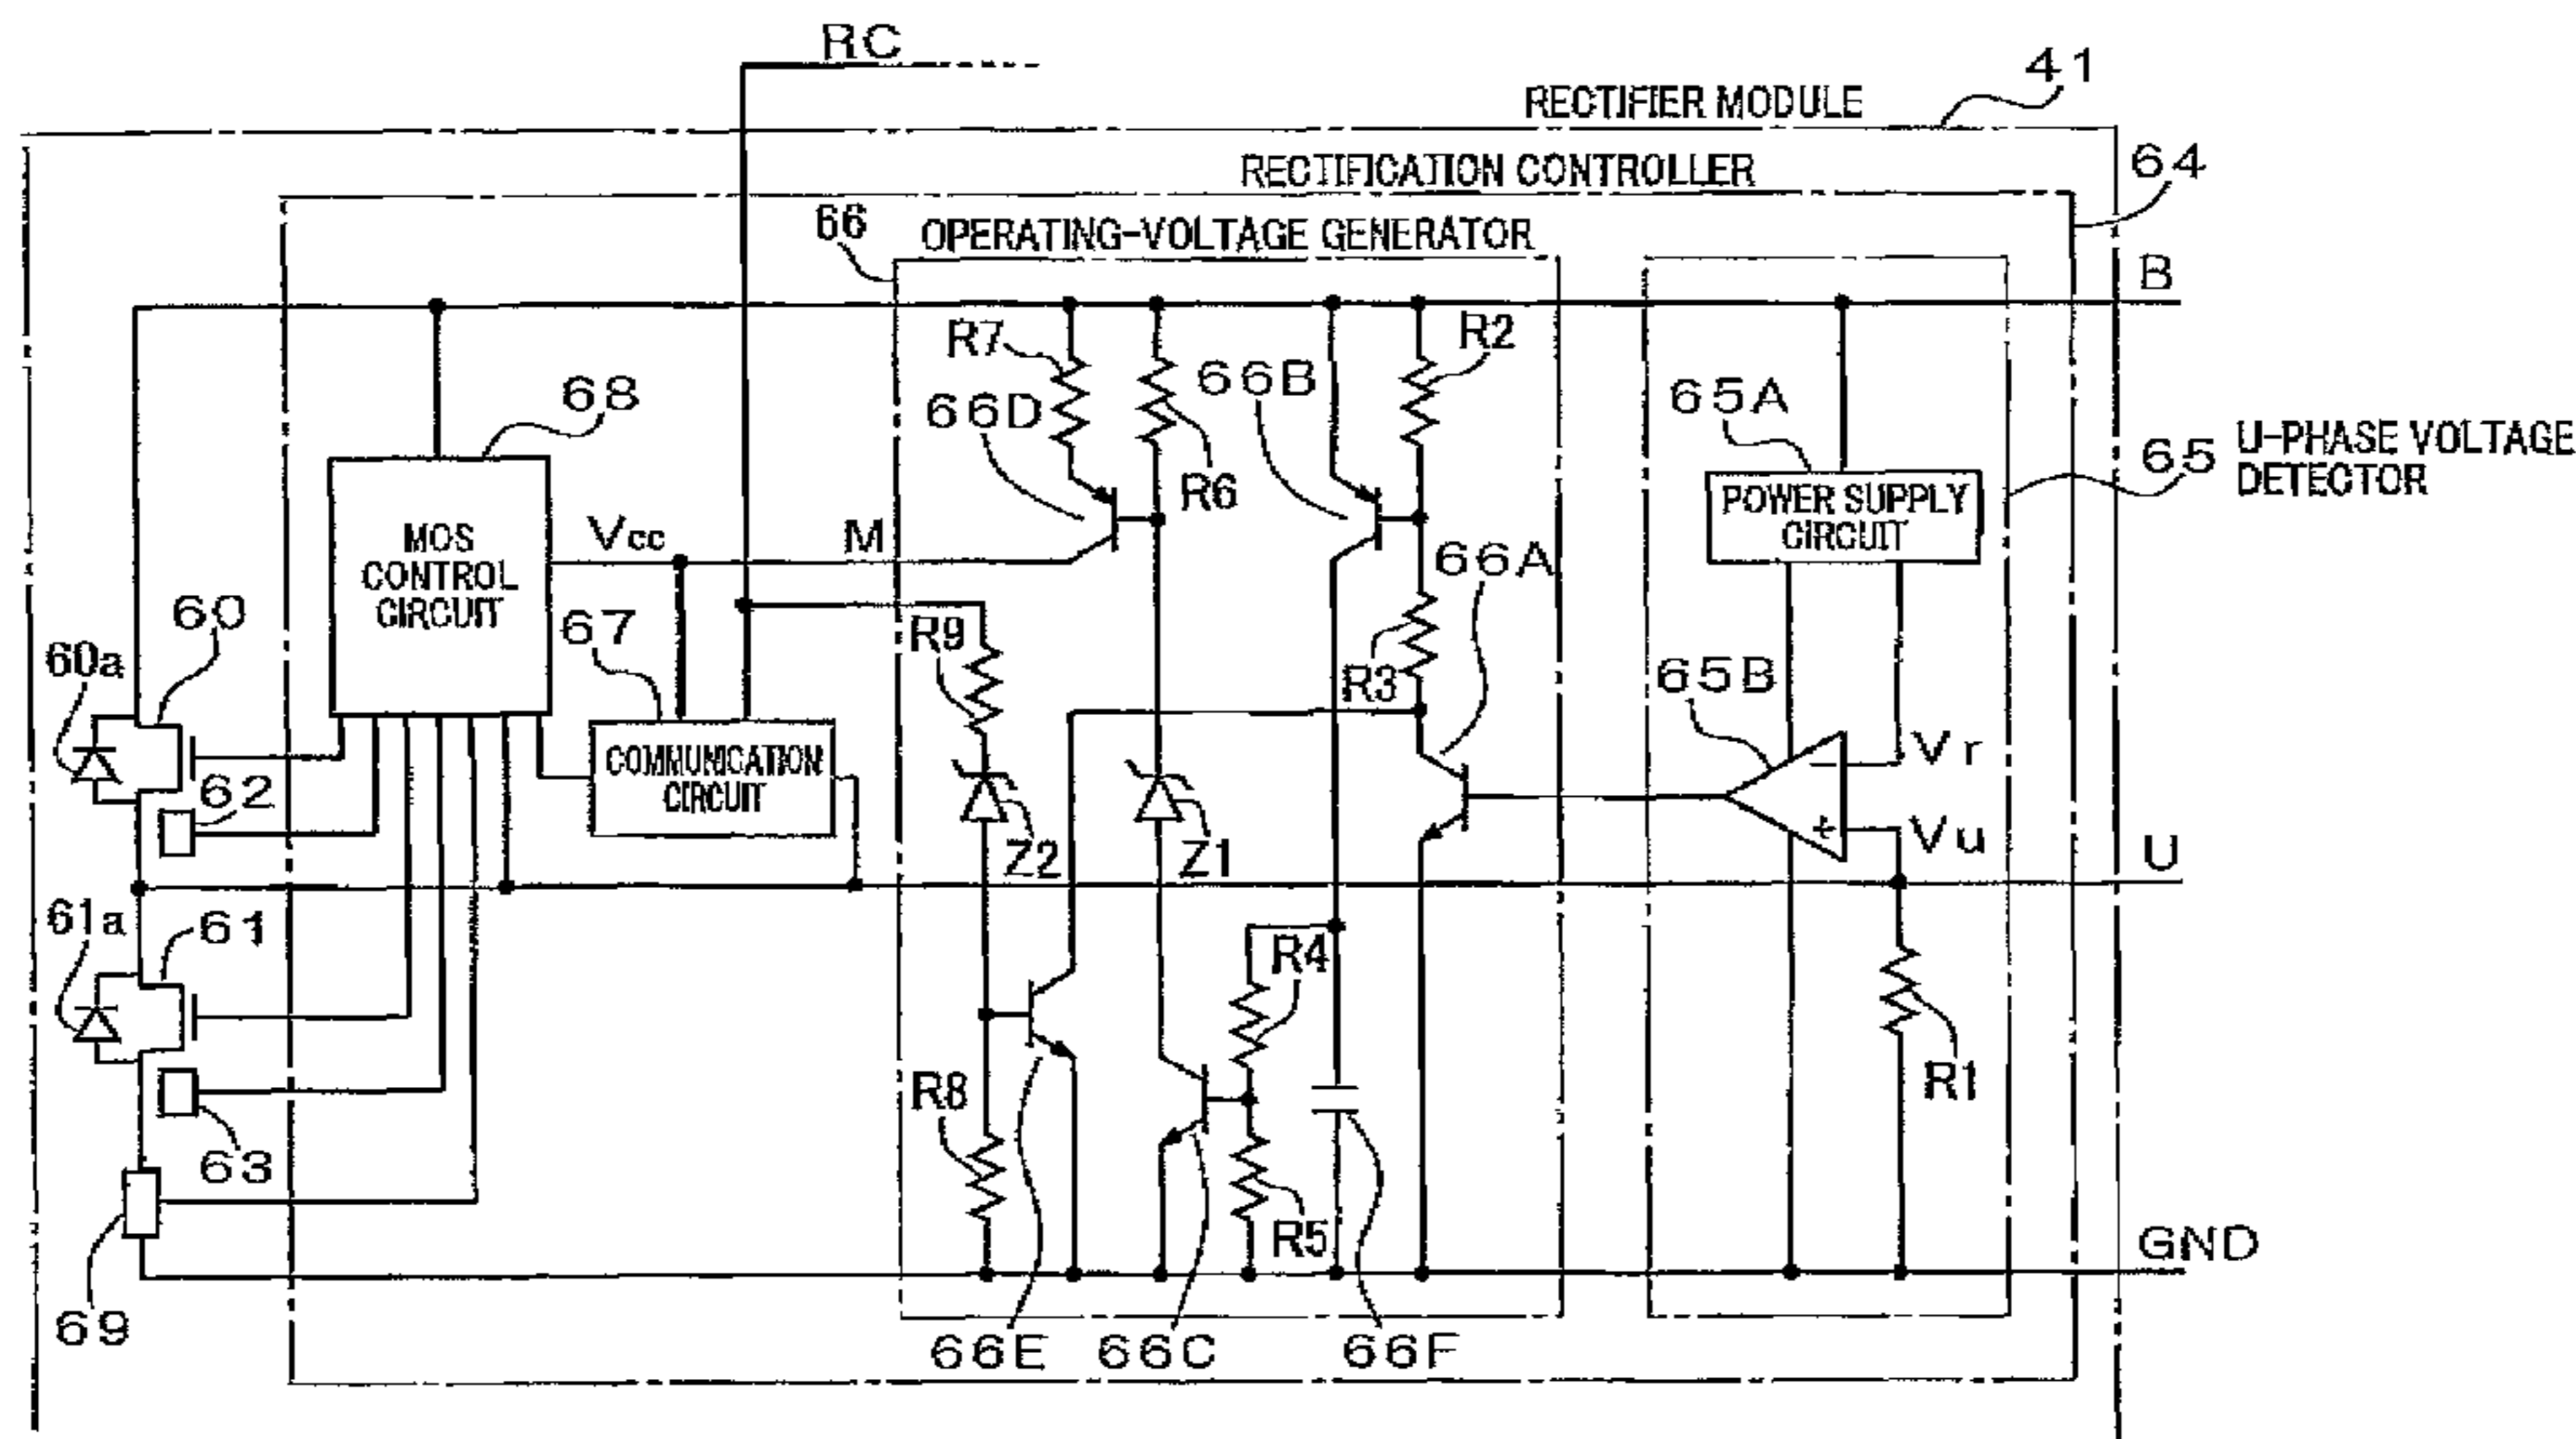 RC
41
RECTIFIER MODULE
64
RECTIFICATION CONTROLLER
66
OPERATING-VOLTAGE GENERATOR
B
R7
R2
66B
68
66D
65A
65
U-PHASE VOLTAGE
DETECTOR
R6
POWER SUPPLY
CIRCUIT
MOS
CONTROL
CIRCUIT
Vcc
M
66A
60
67
R9
60a
R3
65B
Vr
COMMUNICATION
CIRCUIT
62
−
+
Vu
Z2
Z1
U
61a
61
R4
R8
R1
63
R5
GND
69
66E
66C
66F